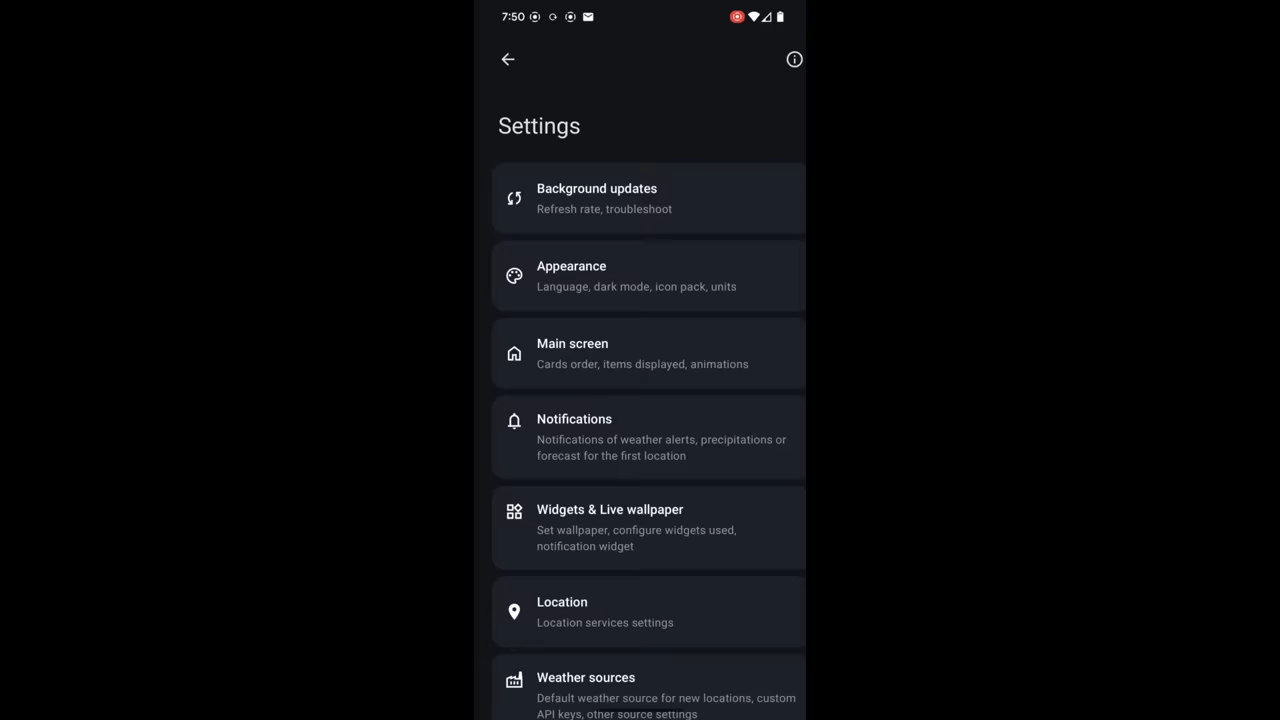 7:50
Settings
Background updates
Refresh rate, troubleshoot
Appearance
Language, dark mode, icon pack, units
Main screen
Cards order, items displayed, animations
Notifications
Notifications of weather alerts, precipitations or
forecast for the first location
Widgets & Live wallpaper
Set wallpaper, configure widgets used,
notification widget
Location
Location services settings
Weather sources
Default weather source for new locations, custom
API keys, other source settings